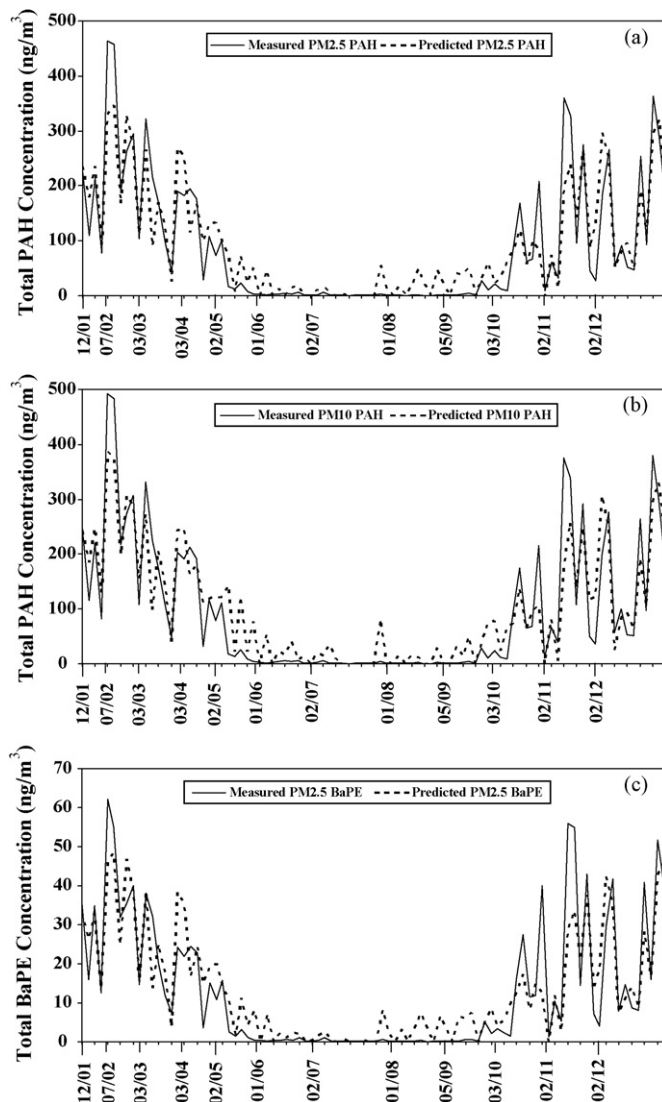 (a)
Measured PM2.5 PAH Predicted PM2.5 PAH
Total PAH Concentration (ng/m³)
500
400
300
200
100
0
12/01 07/02 03/03 03/04 02/05 01/06 02/07 01/08 05/09 03/10 02/11 02/12
(b)
Measured PM10 PAH Predicted PM10 PAH
Total PAH Concentration (ng/m³)
500
400
300
200
100
0
12/01 07/02 03/03 03/04 02/05 01/06 02/07 01/08 05/09 03/10 02/11 02/12
(c)
Measured PM2.5 BaPE Predicted PM2.5 BaPE
Total BaPE Concentration (ng/m³)
70
60
50
40
30
20
10
0
12/01 07/02 03/03 03/04 02/05 01/06 02/07 01/08 05/09 03/10 02/11 02/12